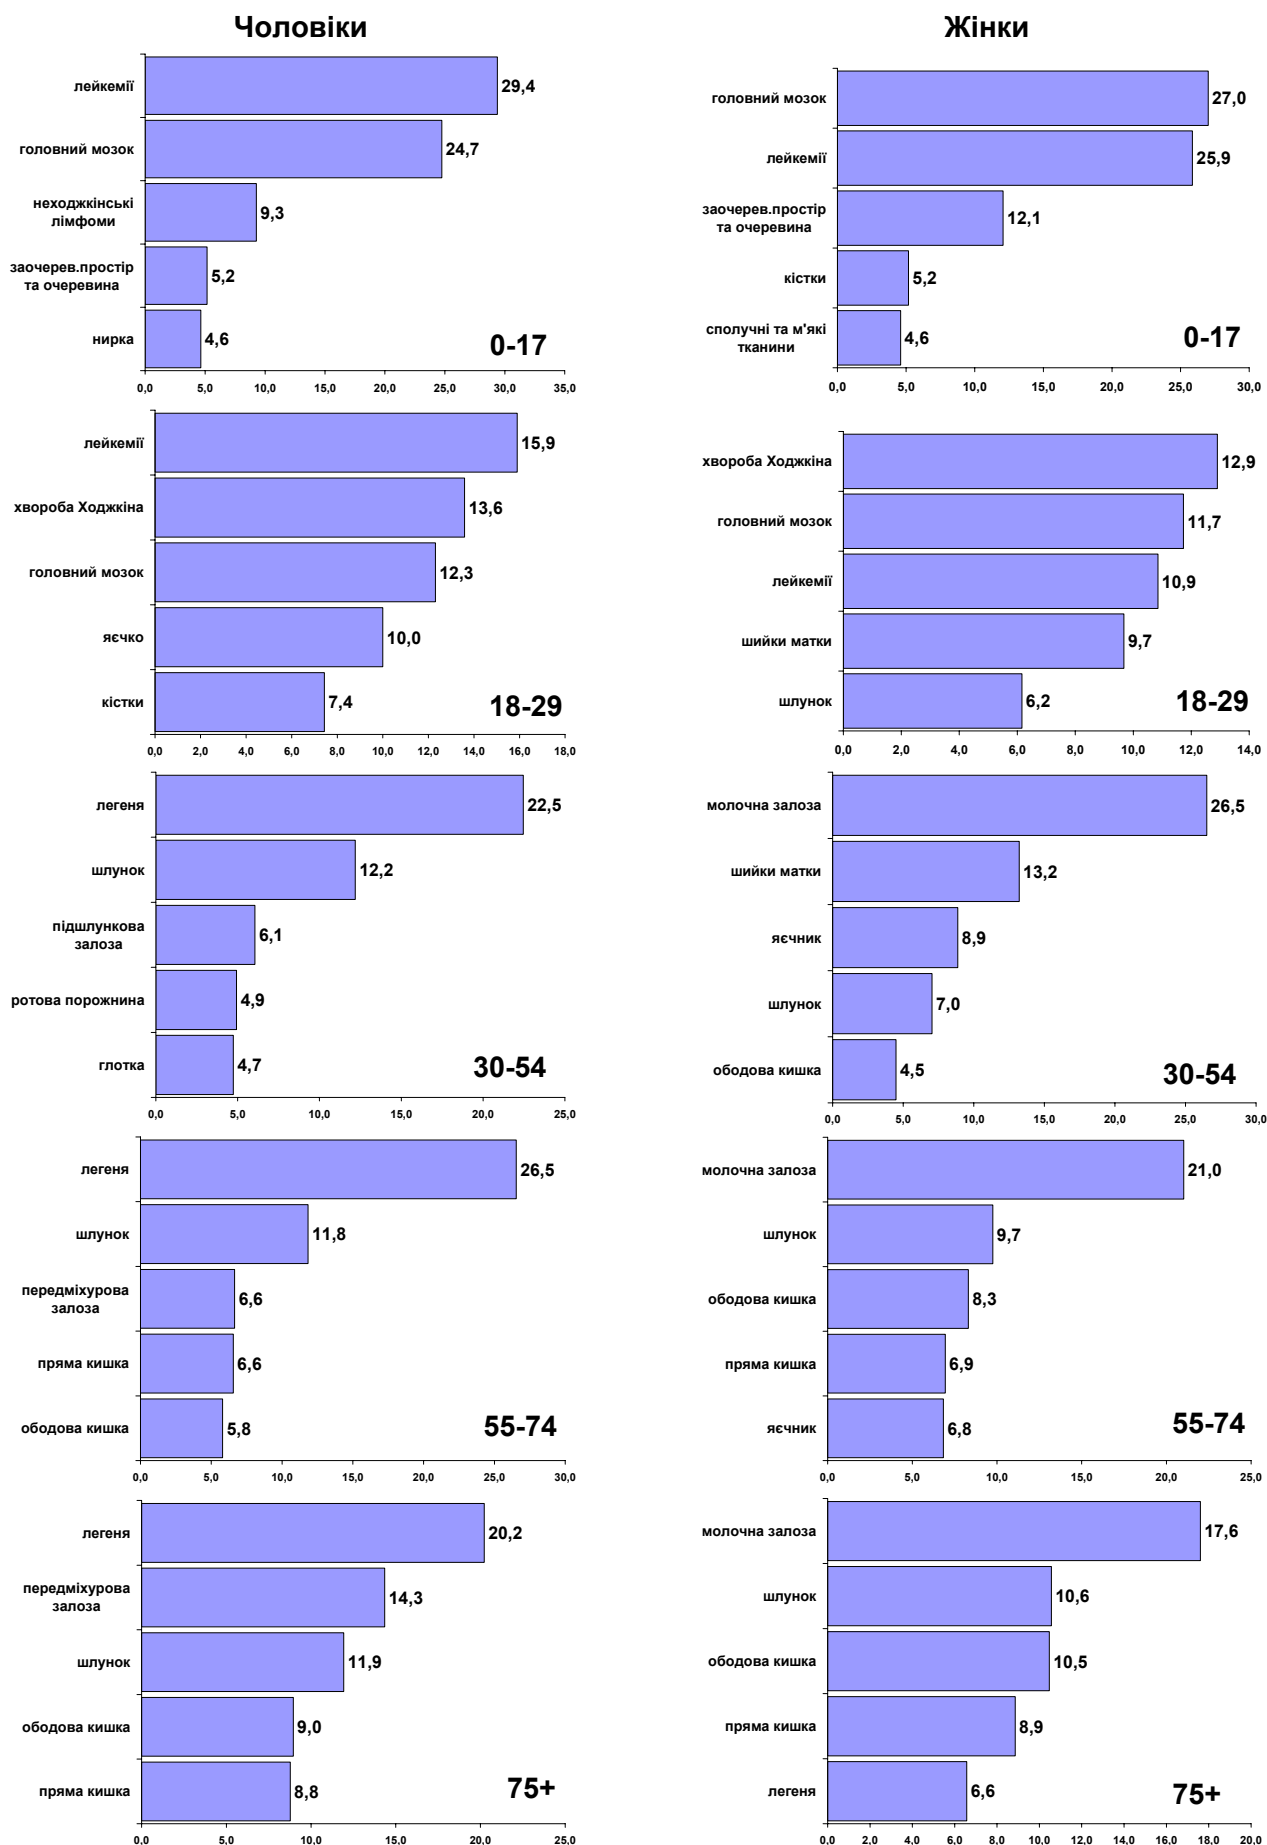 Чоловіки
лейкемії
29,4
головний мозок
24,7
неходжкінські
лімфоми
9,3
заочерев.простір
та очеревина
5,2
нирка
4,6
0-17
0,0 5,0 10,0 15,0 20,0 25,0 30,0 35,0
лейкемії
15,9
хвороба Ходжкіна
13,6
головний мозок
12,3
яєчко
10,0
кістки
7,4
18-29
0,0 2,0 4,0 6,0 8,0 10,0 12,0 14,0 16,0 18,0
легеня
22,5
шлунок
12,2
підшлункова
залоза
6,1
ротова порожнина
4,9
глотка
4,7
30-54
0,0 5,0 10,0 15,0 20,0 25,0
легеня
26,5
шлунок
11,8
передміхурова
залоза
6,6
пряма кишка
6,6
ободова кишка
5,8
55-74
0,0 5,0 10,0 15,0 20,0 25,0 30,0
легеня
20,2
передміхурова
залоза
14,3
шлунок
11,9
ободова кишка
9,0
пряма кишка
8,8
75+
0,0 5,0 10,0 15,0 20,0 25,0
Жінки
головний мозок
27,0
лейкемії
25,9
заочерев.простір
та очеревина
12,1
кістки
5,2
сполучні та м'які
тканини
4,6
0-17
0,0 5,0 10,0 15,0 20,0 25,0 30,0
хвороба Ходжкіна
12,9
головний мозок
11,7
лейкемії
10,9
шийки матки
9,7
шлунок
6,2
18-29
0,0 2,0 4,0 6,0 8,0 10,0 12,0 14,0
молочна залоза
26,5
шийки матки
13,2
яєчник
8,9
шлунок
7,0
ободова кишка
4,5
30-54
0,0 5,0 10,0 15,0 20,0 25,0 30,0
молочна залоза
21,0
шлунок
9,7
ободова кишка
8,3
пряма кишка
6,9
яєчник
6,8
55-74
0,0 5,0 10,0 15,0 20,0 25,0
молочна залоза
17,6
шлунок
10,6
ободова кишка
10,5
пряма кишка
8,9
легеня
6,6
75+
0,0 2,0 4,0 6,0 8,0 10,0 12,0 14,0 16,0 18,0 20,0